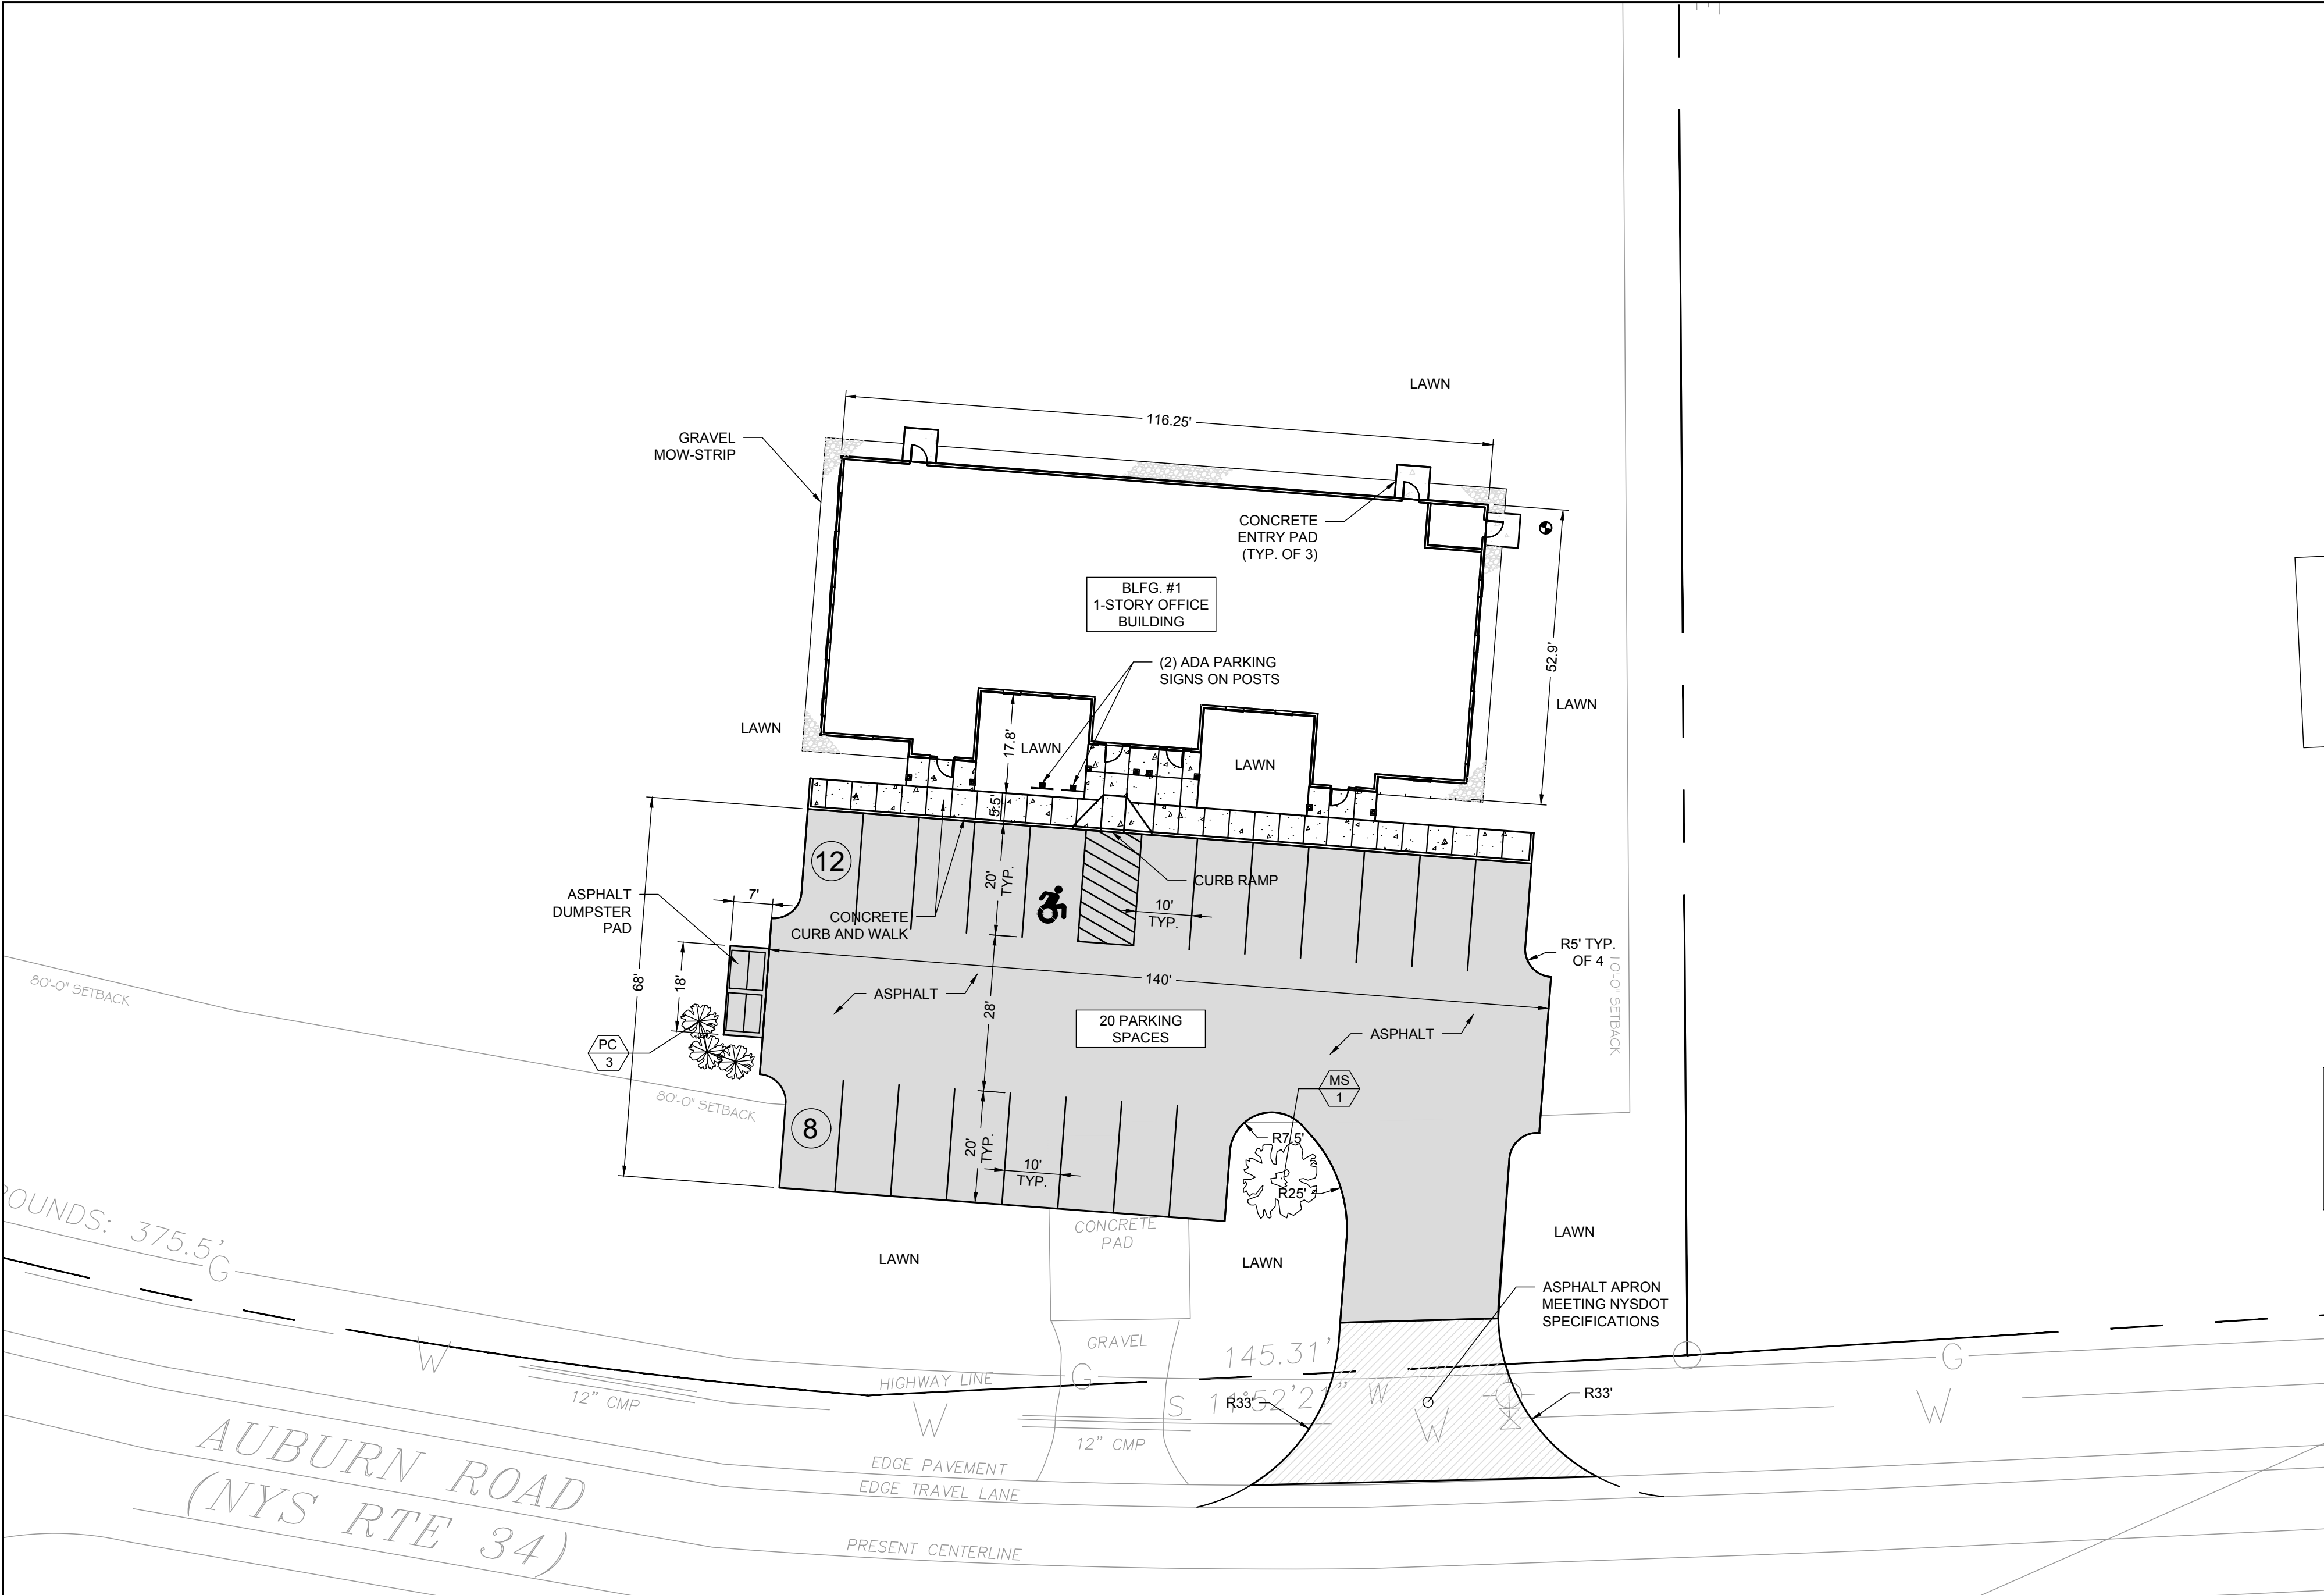 LAWN
116.25'
GRAVEL
MOW-STRIP
CONCRETE
ENTRY PAD
(TYP. OF 3)
BLFG. #1
1-STORY OFFICE
BUILDING
52.9'
(2) ADA PARKING
SIGNS ON POSTS
LAWN
LAWN
17.8'
LAWN
LAWN
5.5'
12
20'
TYP.
CURB RAMP
ASPHALT
DUMPSTER
PAD
7'
CONCRETE
CURB AND WALK
10'
TYP.
R5' TYP.
OF 4
10'-0" SETBACK
80'-0" SETBACK
68'
18'
140'
ASPHALT
28'
20 PARKING
SPACES
ASPHALT
PC
3
MS
1
80'-0" SETBACK
8
20'
TYP.
10'
TYP.
R7.5'
R25'
OUNDS: 375.5'
G
CONCRETE
PAD
LAWN
LAWN
LAWN
ASPHALT APRON
MEETING NYSDOT
SPECIFICATIONS
W
GRAVEL
145.31'
G
HIGHWAY LINE
G
12" CMP
W
S 11°52'21"
W
R33'
R33'
W
W
12" CMP
AUBURN ROAD
(NYS RTE 34)
EDGE PAVEMENT
EDGE TRAVEL LANE
PRESENT CENTERLINE